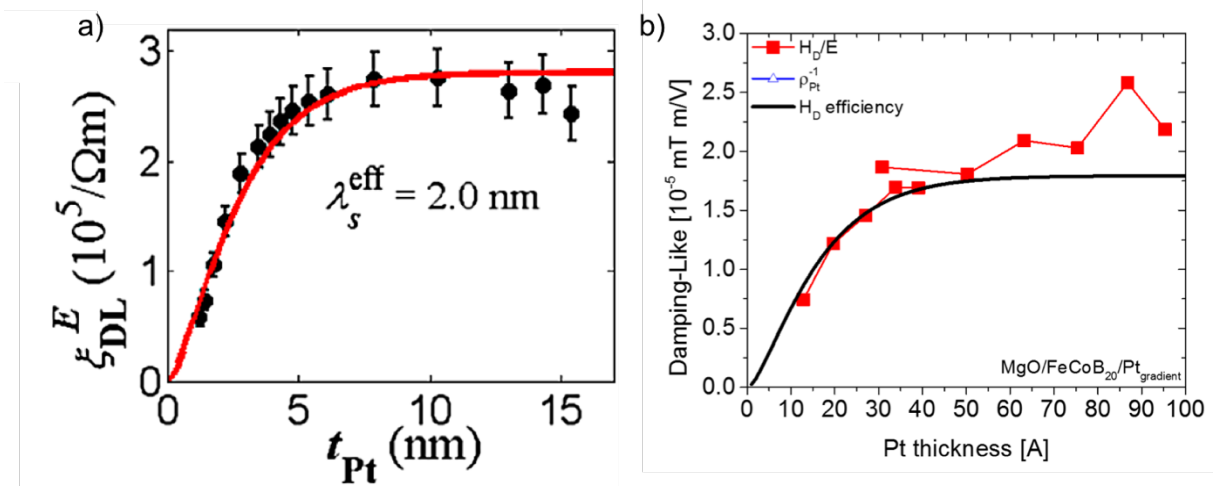 a)
3
2
1
0
0
5
10
15
ξ_DL^E (10^5/Ωm)
λ_s^eff = 2.0 nm
t_Pt (nm)
b)
3.0
2.5
2.0
1.5
1.0
0.5
0.0
H_D/E
ρ_Pt^-1
H_D efficiency
Damping-Like [10^-5 mT m/V]
MgO/FeCoB_20/Pt_gradient
0 10 20 30 40 50 60 70 80 90 100
Pt thickness [A]